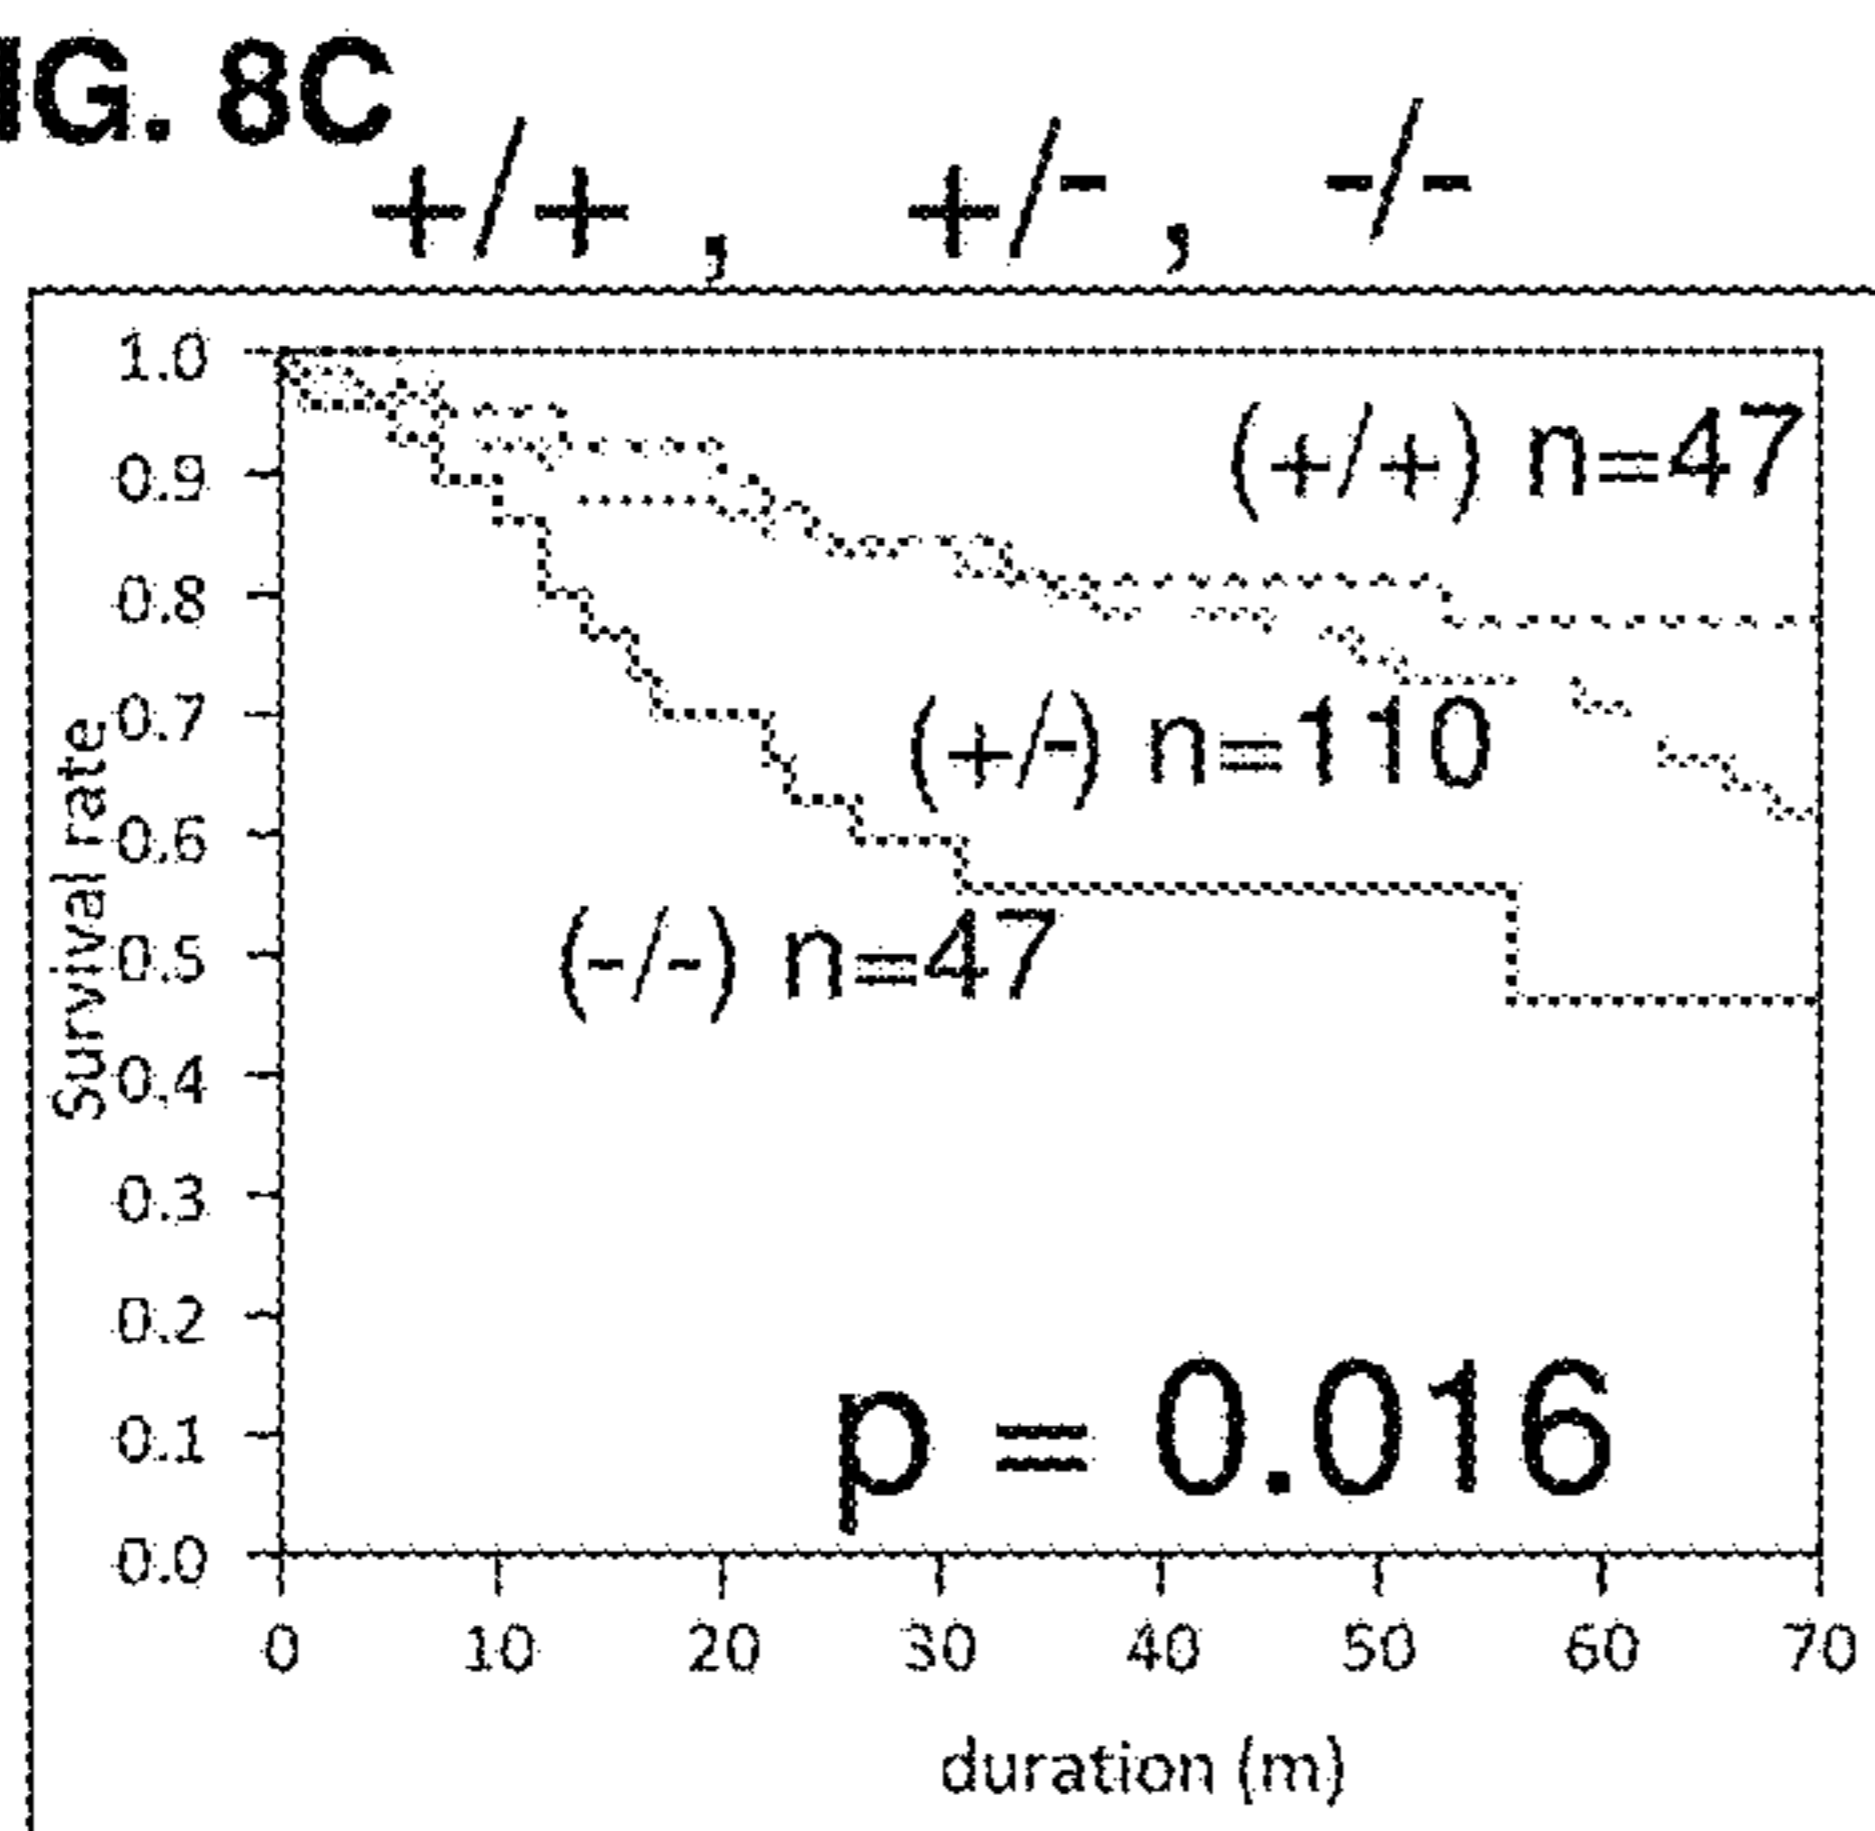 IG. 8C
+/+ , +/- , -/-
1.0
(+/+) n=47
0.9
0.8
0.7
(+/-) n=110
Survival rate
0.6
(-/-) n=47
0.5
0.4
0.3
0.2
p = 0.016
0.1
0.0
0 10 20 30 40 50 60 70
duration (m)